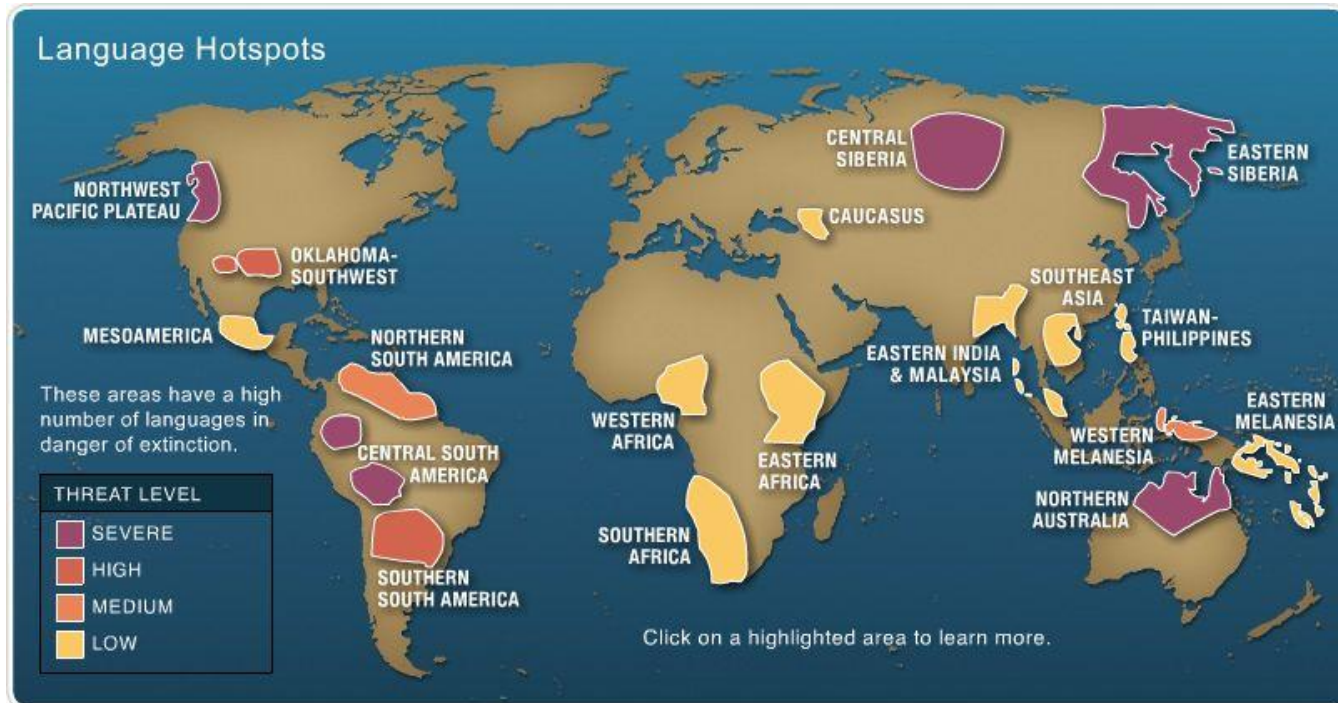 Language Hotspots
NORTHWEST
PACIFIC PLATEAU
OKLAHOMA-
SOUTHWEST
MESOAMERICA
NORTHERN
SOUTH AMERICA
CENTRAL SOUTH
AMERICA
SOUTHERN
SOUTH AMERICA
CENTRAL
SIBERIA
EASTERN
SIBERIA
CAUCASUS
SOUTHEAST
ASIA
TAIWAN-
PHILIPPINES
EASTERN INDIA
& MALAYSIA
WESTERN
AFRICA
EASTERN
AFRICA
SOUTHERN
AFRICA
WESTERN
MELANESIA
EASTERN
MELANESIA
NORTHERN
AUSTRALIA
These areas have a high
number of languages in
danger of extinction.
THREAT LEVEL
SEVERE
HIGH
MEDIUM
LOW
Click on a highlighted area to learn more.